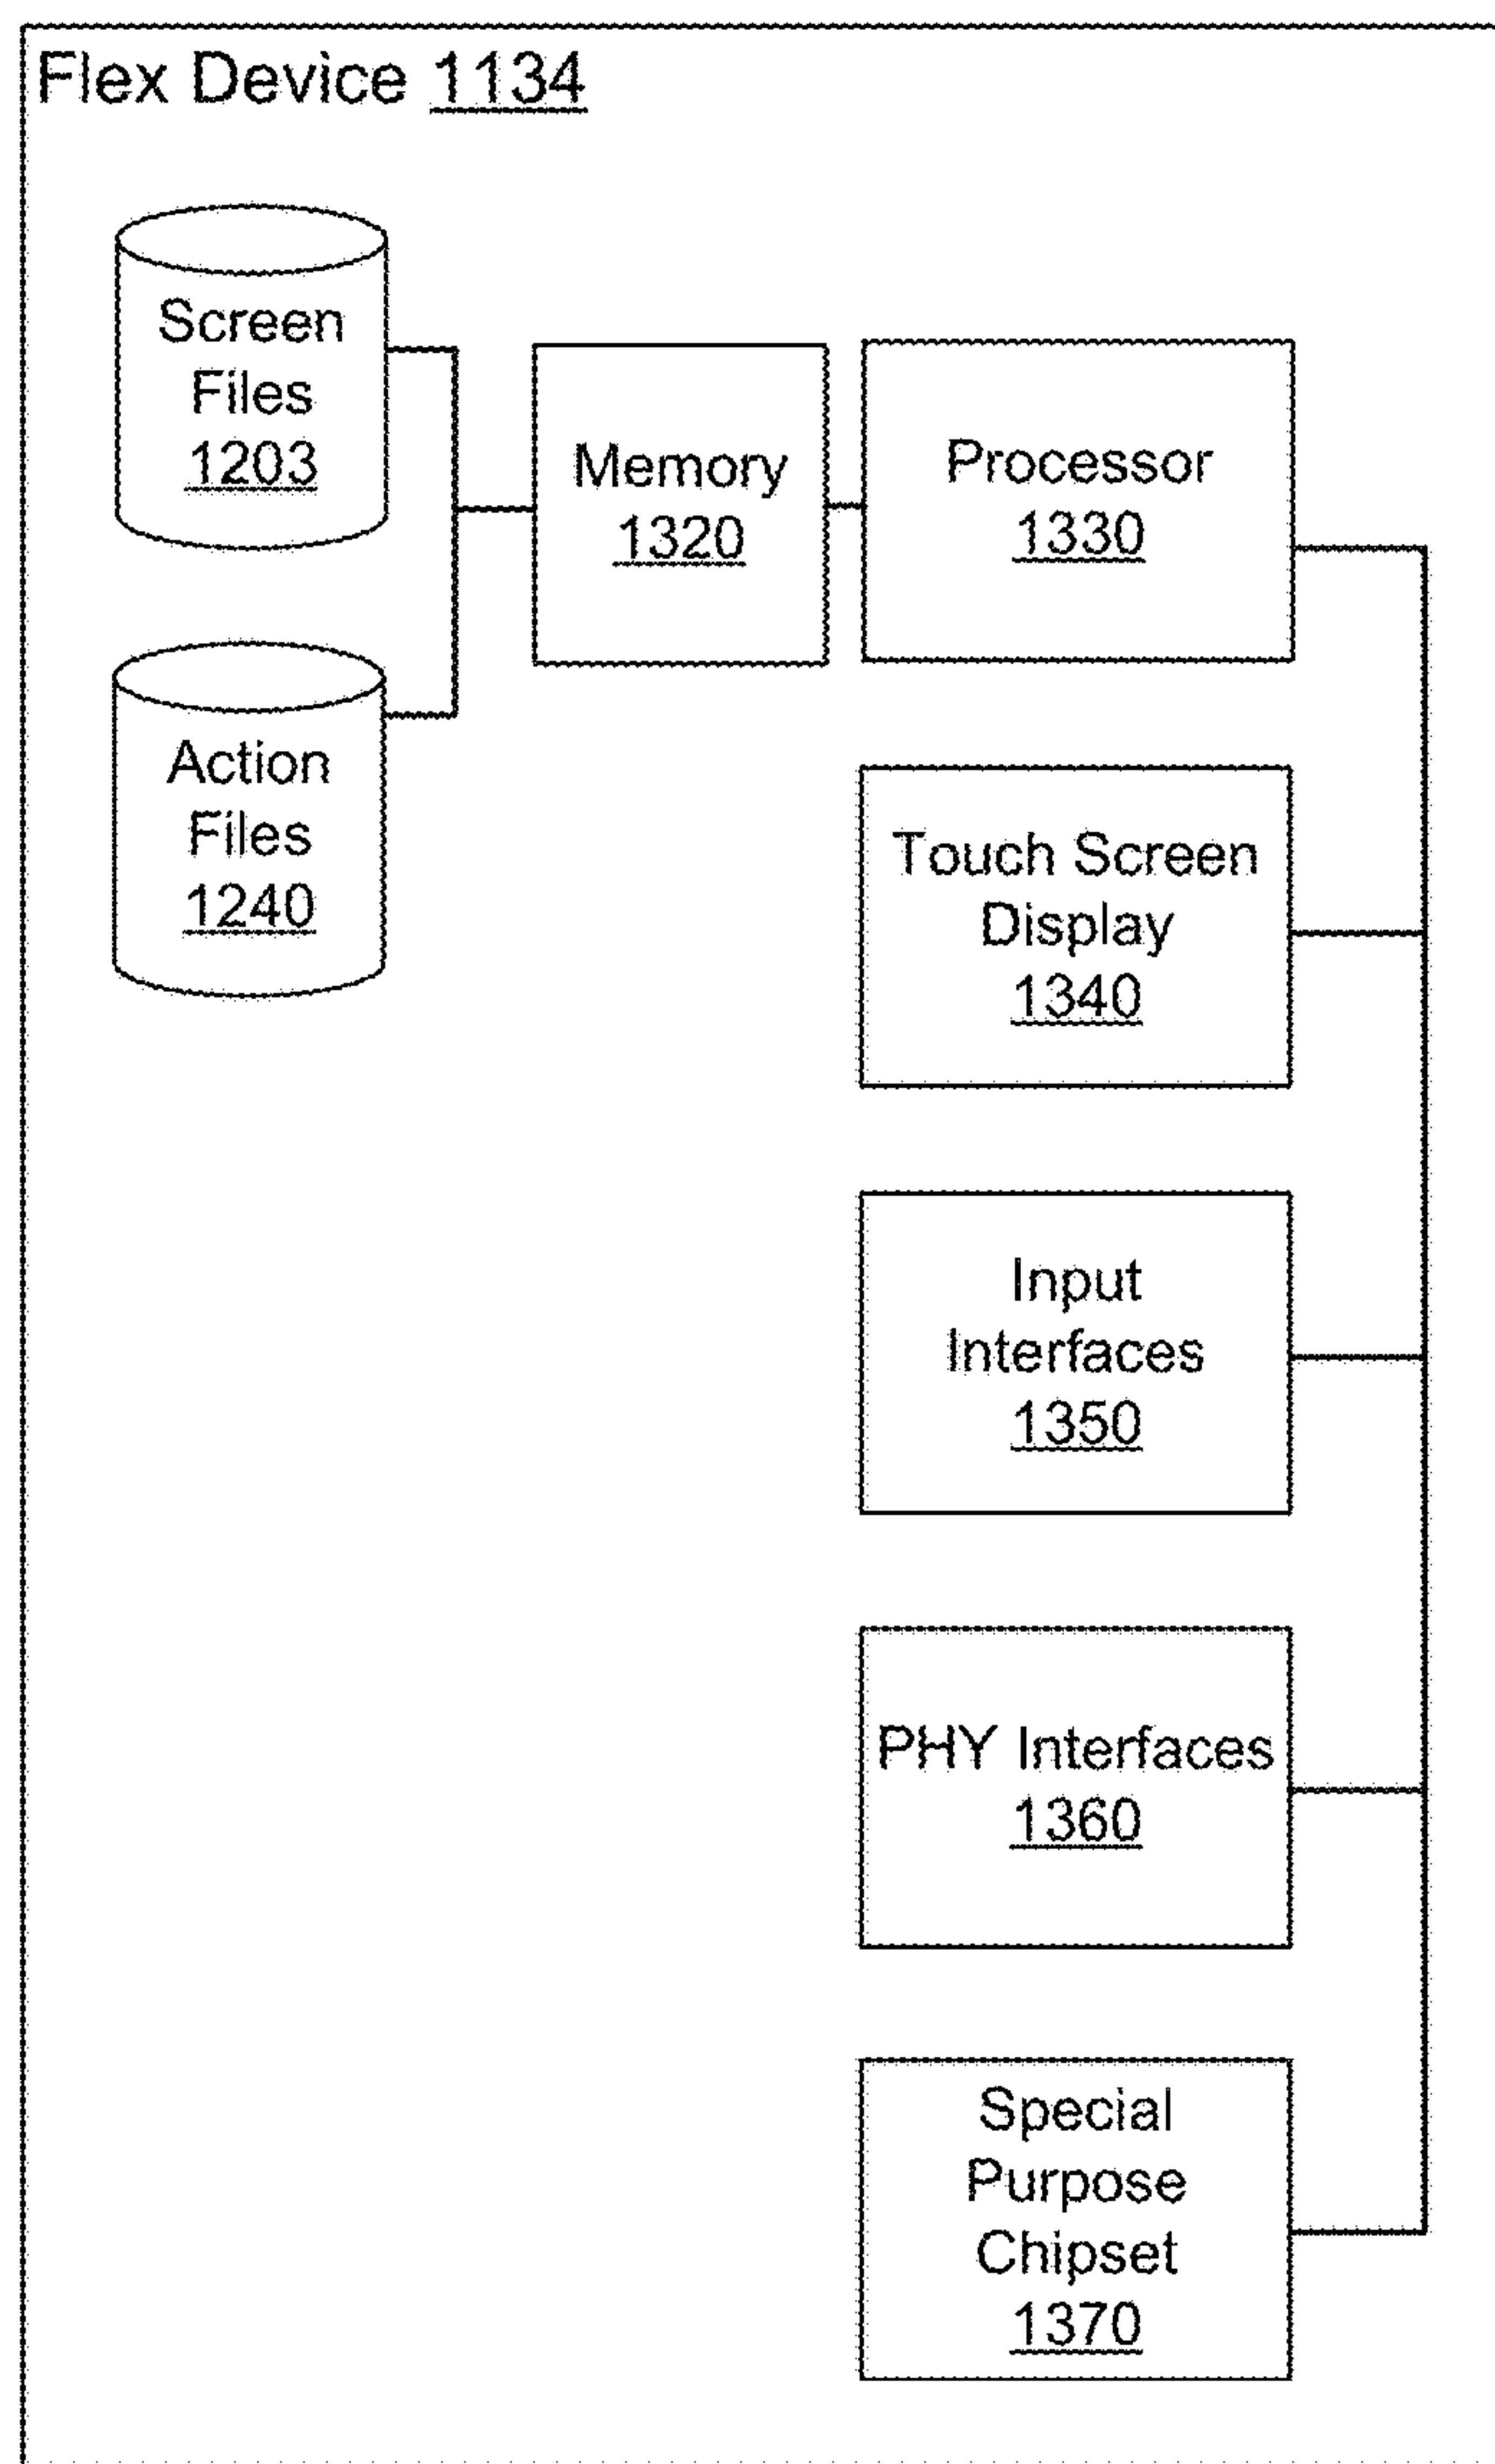 Flex Device 1134
Screen
Files
1203
Memory
1320
Processor
1330
Action
Files
1240
Touch Screen
Display
1340
Input
Interfaces
1350
PHY Interfaces
1360
Special
Purpose
Chipset
1370